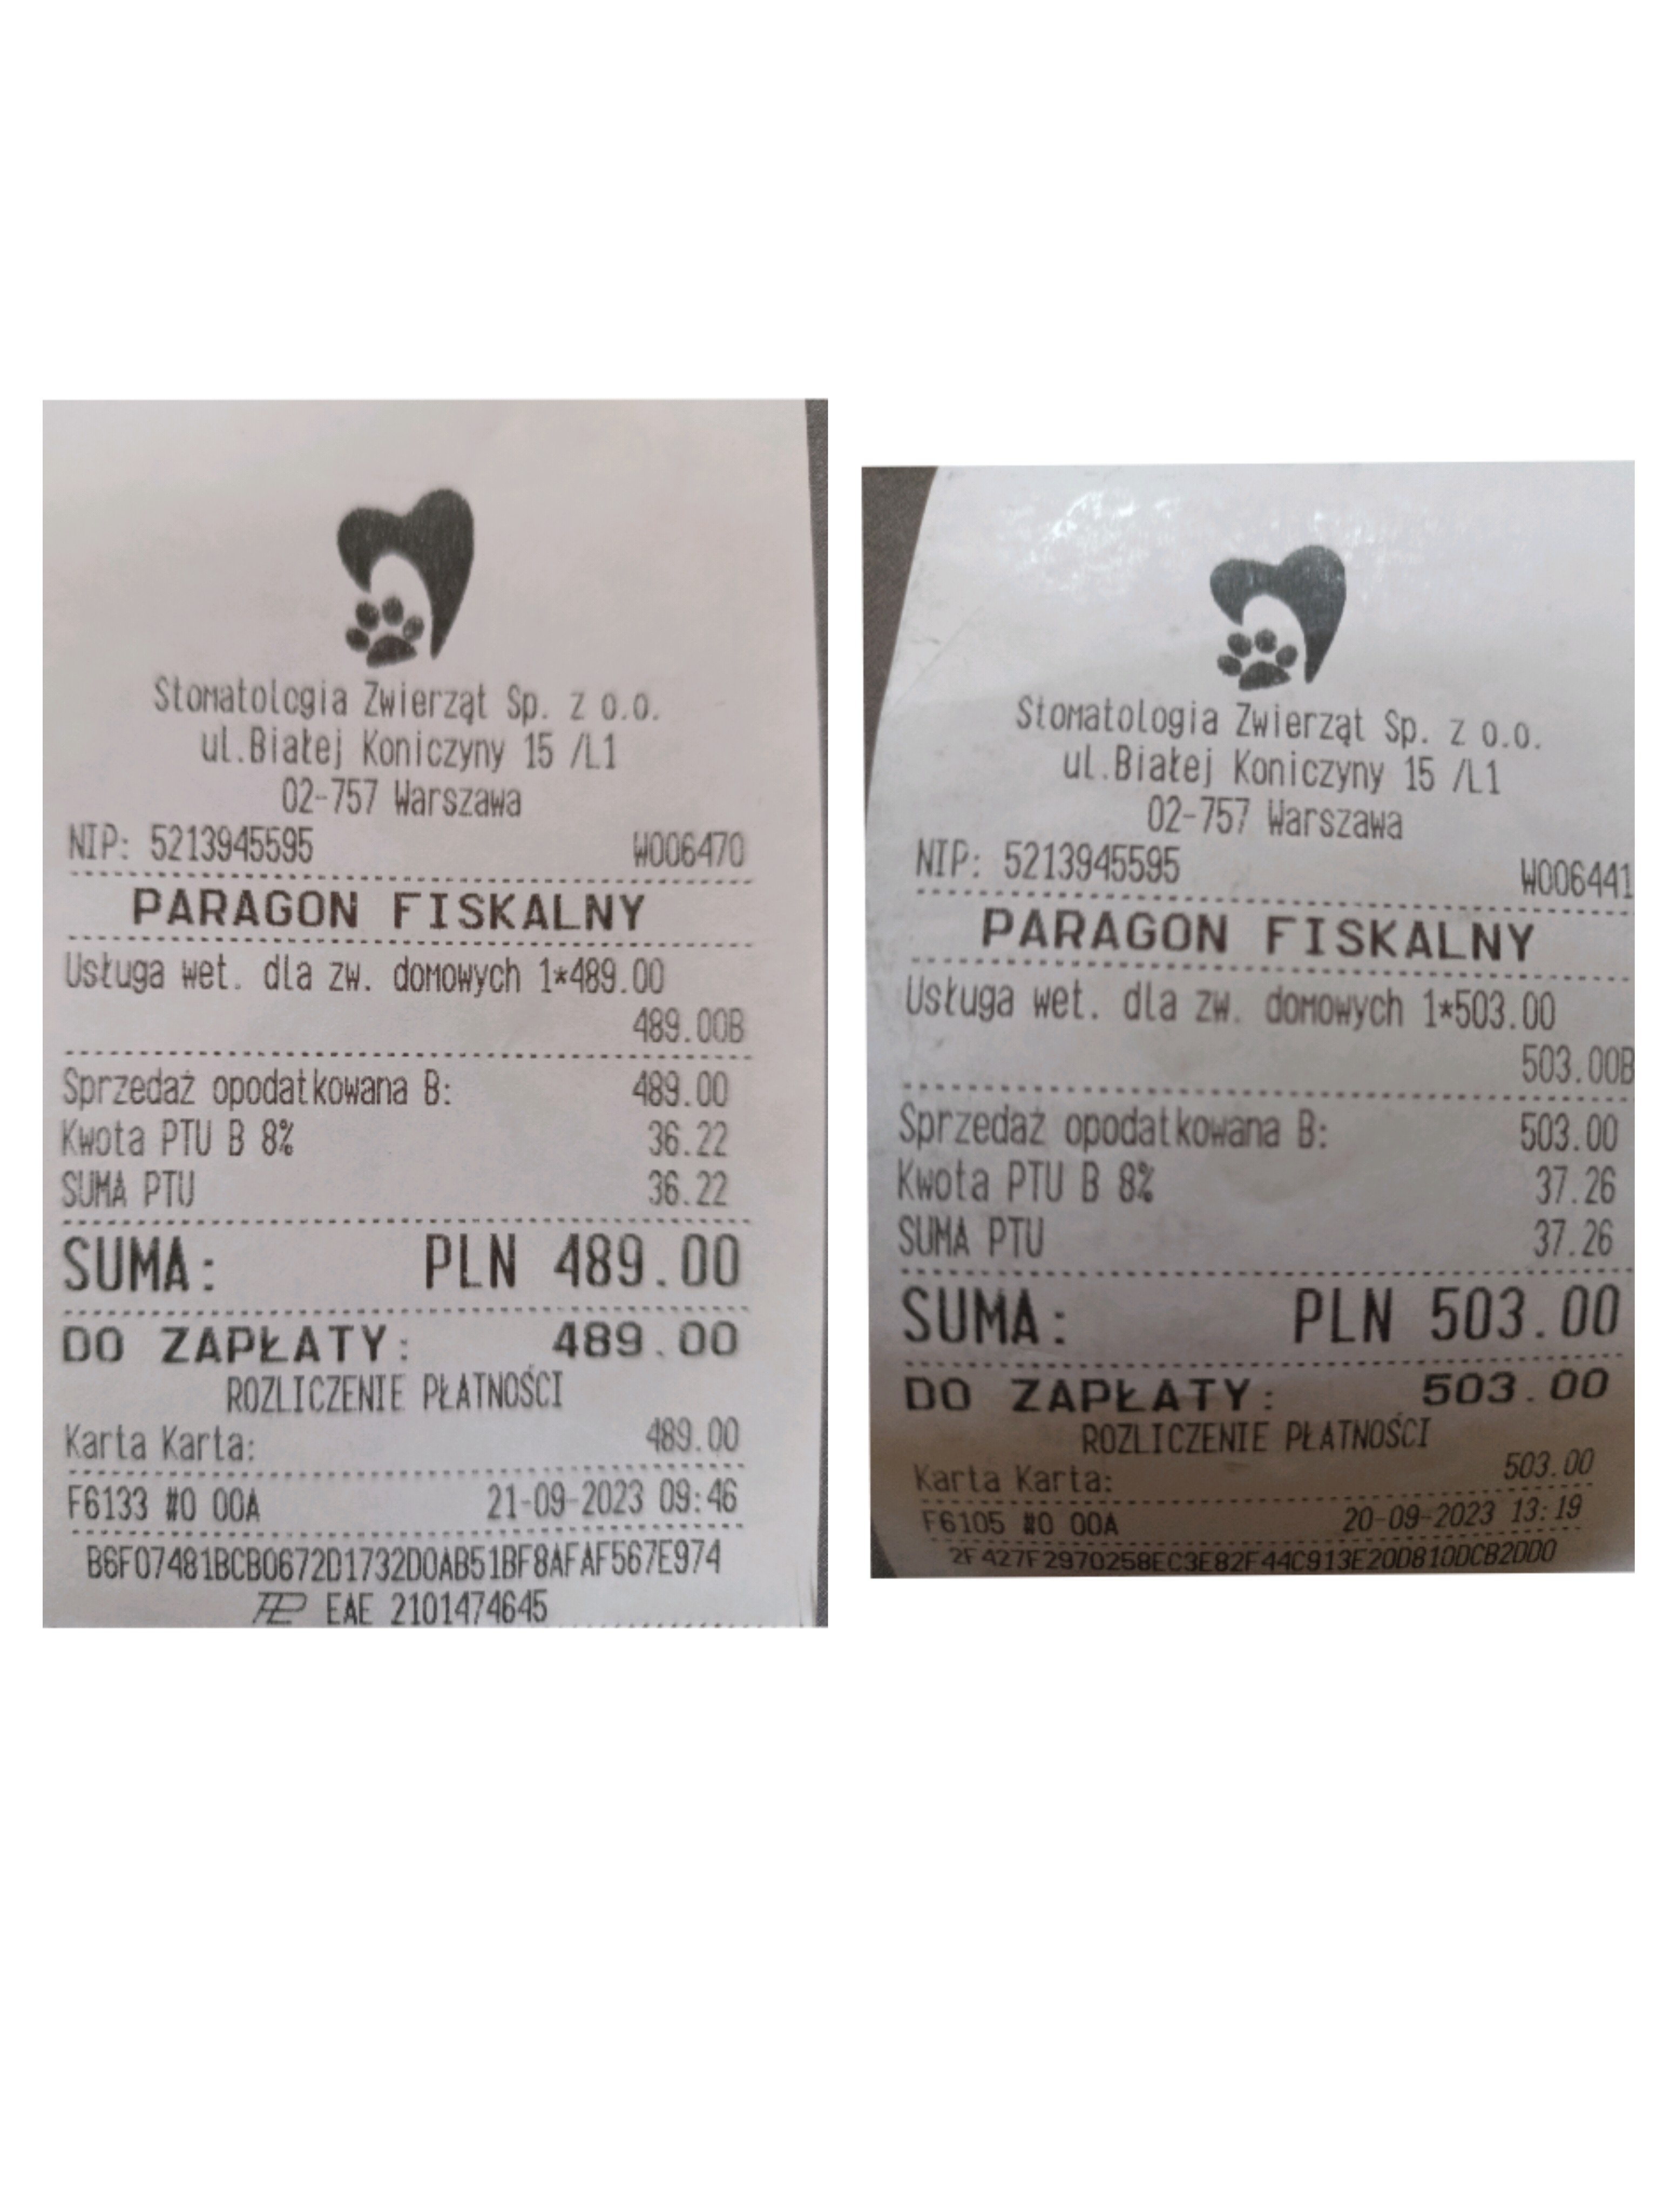 Stomatologia Zwierząt Sp. z o.o.
ul.Białej Koniczyny 15 /L1
02-757 Warszawa
NIP: 5213945595 W006470
PARAGON FISKALNY
Usługa wet. dla zw. domowych 1*489.00
489.00B
Sprzedaż opodatkowana B: 489.00
Kwota PTU B 8% 36.22
SUMA PTU 36.22
SUMA: PLN 489.00
DO ZAPŁATY: 489.00
ROZLICZENIE PŁATNOŚCI
Karta Karta: 489.00
F6133 #0 00A 21-09-2023 09:46
B6F07481BCB0672D1732D0AB51BF8AFAF567E974
EAE 2101474645
Stomatologia Zwierząt Sp. z o.o.
ul.Białej Koniczyny 15 /L1
02-757 Warszawa
NIP: 5213945595 W006441
PARAGON FISKALNY
Usługa wet. dla zw. domowych 1*503.00
503.00B
Sprzedaż opodatkowana B: 503.00
Kwota PTU B 8% 37.26
SUMA PTU 37.26
SUMA: PLN 503.00
DO ZAPŁATY: 503.00
ROZLICZENIE PŁATNOŚCI
Karta Karta: 503.00
F6105 #0 00A 20-09-2023 13:19
2F427F2970258EC3E82F44C913E20D810DCB2DD0